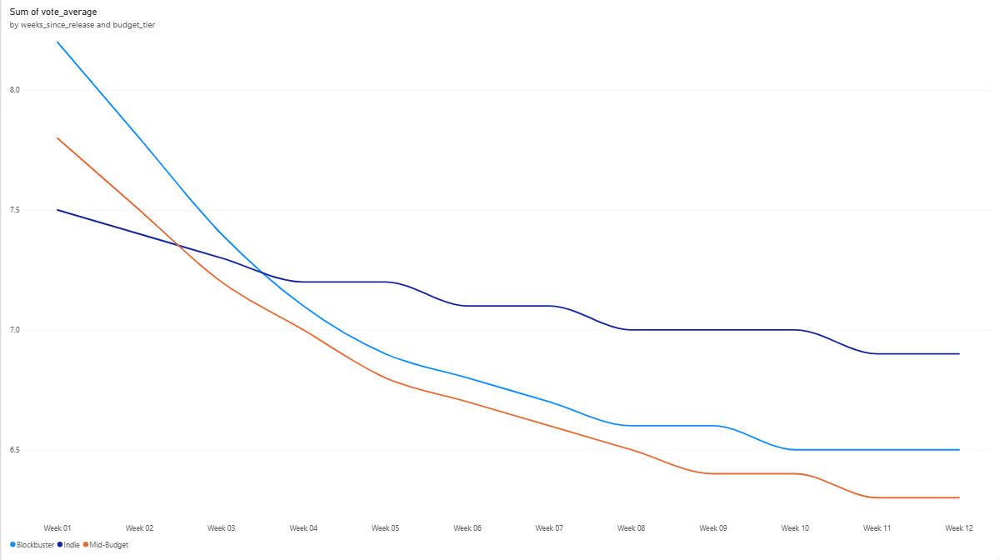 Sum of vote_average
by weeks_since_release and budget_tier
8.0
7.5
7.0
6.5
Week 01 Week 02 Week 03 Week 04 Week 05 Week 06 Week 07 Week 08 Week 09 Week 10 Week 11 Week 12
Blockbuster Indie Mid-Budget